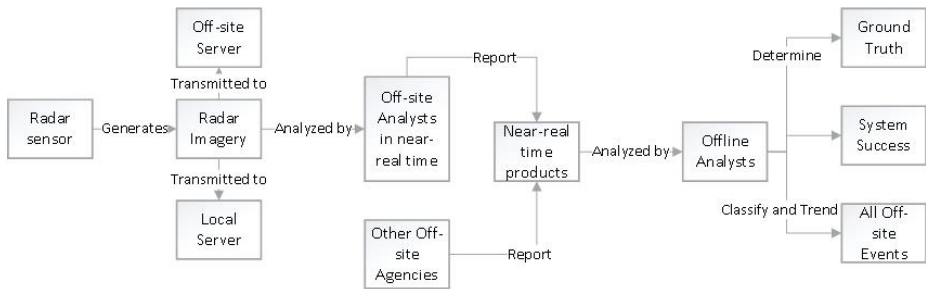 Radar
sensor
Generates
Off-site
Server
Transmitted to
Radar
Imagery
Transmitted to
Local
Server
Analyzed by
Off-site
Analysts
in near-
real time
Report
Other Off-
site
Agencies
Report
Near-real
time
products
Analyzed by
Offline
Analysts
Determine
Ground
Truth
System
Success
Classify and Trend
All Off-
site
Events